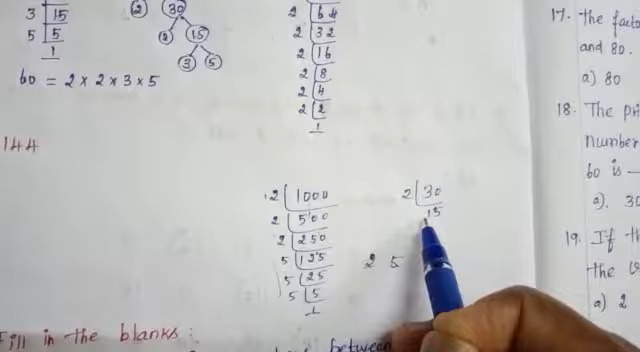 3 | 15
5 | 5
1
60 = 2 × 2 × 3 × 5
2 30
2 15
3 5
2 | 64
2 | 32
2 | 16
2 | 8
2 | 4
2 | 2
1
144
2 | 1000
2 | 500
2 | 250
5 | 125
5 | 25
5 | 5
1
2 5
2 | 30
15
Fill in the blanks:
between
17. the
and 80.
a) 80
18. The
number
60 is —
a). 30
19. If
the
a) 2